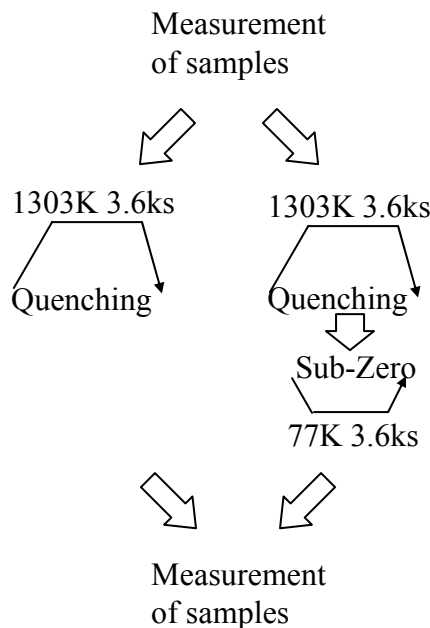 Measurement
of samples
1303K 3.6ks
1303K 3.6ks
Quenching
Quenching
Sub-Zero
77K 3.6ks
Measurement
of samples